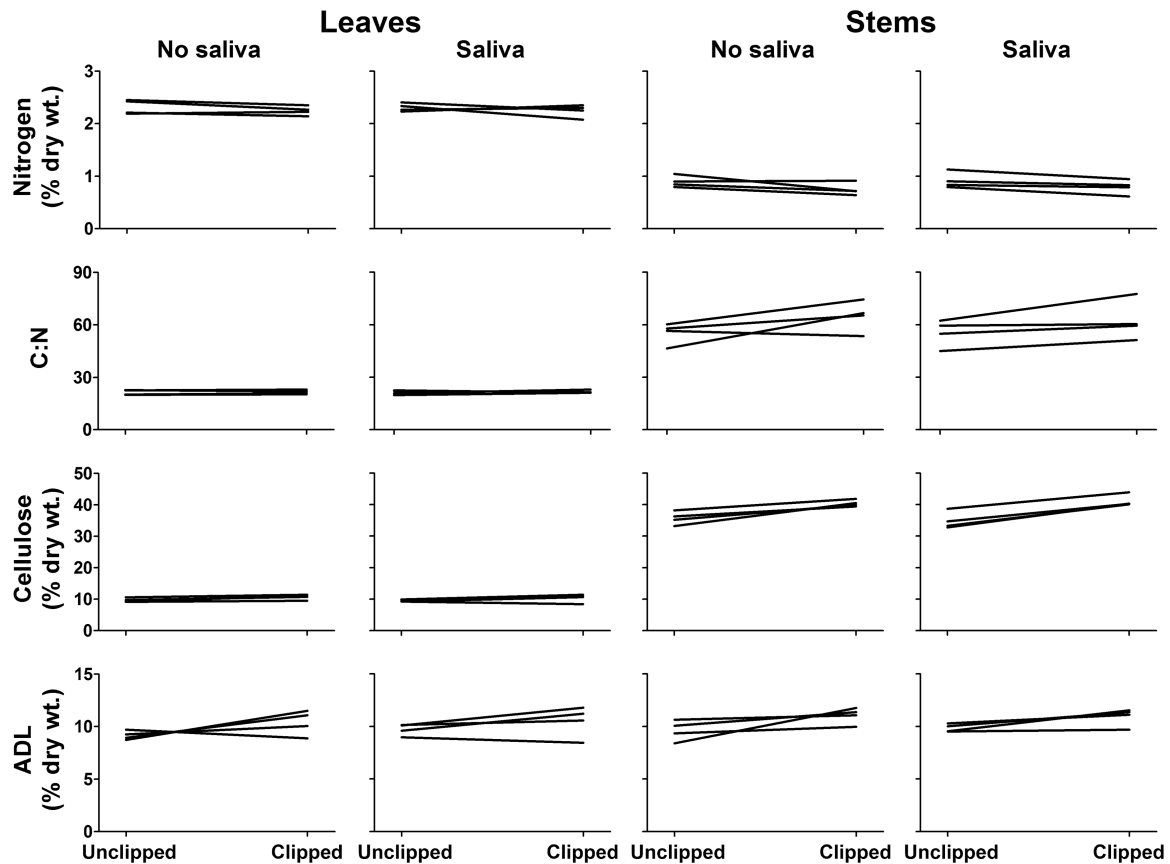 Leaves Stems
No saliva Saliva No saliva Saliva
Nitrogen
(% dry wt.)
3
2
1
0
C:N
90
60
30
0
Cellulose
(% dry wt.)
50
40
30
20
10
0
ADL
(% dry wt.)
15
10
5
0
Unclipped Clipped Unclipped Clipped Unclipped Clipped Unclipped Clipped